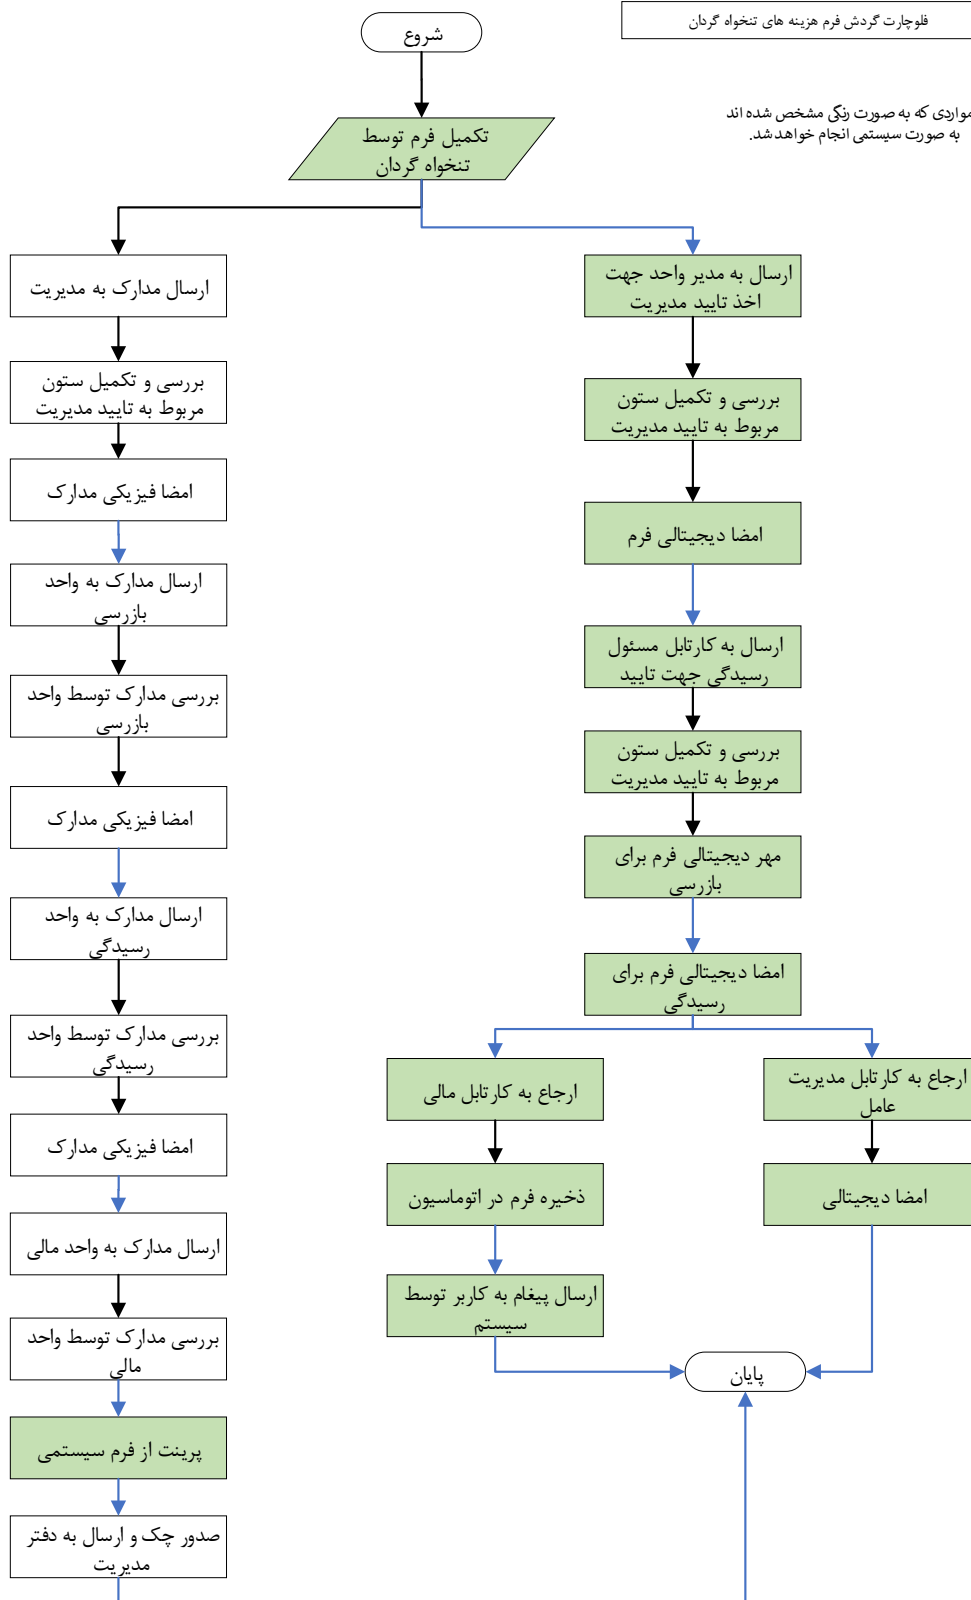 فلوچارت گردش فرم هزینه های تنخواه گردان
مواردی که به صورت رنگی مشخص شده اند
به صورت سیستمی انجام خواهد شد.
شروع
تکمیل فرم توسط
تنخواه گردان
ارسال به مدیر واحد جهت
اخذ تایید مدیریت
بررسی و تکمیل ستون
مربوط به تایید مدیریت
امضا دیجیتالی فرم
ارسال به کارتابل مسئول
رسیدگی جهت تایید
بررسی و تکمیل ستون
مربوط به تایید مدیریت
مهر دیجیتالی فرم برای
بازرسی
امضا دیجیتالی فرم برای
رسیدگی
ارجاع به کارتابل مدیریت
عامل
امضا دیجیتالی
ارجاع به کارتابل مالی
ذخیره فرم در اتوماسیون
ارسال پیغام به کاربر توسط
سیستم
پایان
ارسال مدارک به مدیریت
بررسی و تکمیل ستون
مربوط به تایید مدیریت
امضا فیزیکی مدارک
ارسال مدارک به واحد
بازرسی
بررسی مدارک توسط واحد
بازرسی
امضا فیزیکی مدارک
ارسال مدارک به واحد
رسیدگی
بررسی مدارک توسط واحد
رسیدگی
امضا فیزیکی مدارک
ارسال مدارک به واحد مالی
بررسی مدارک توسط واحد
مالی
پرینت از فرم سیستمی
صدور چک و ارسال به دفتر
مدیریت